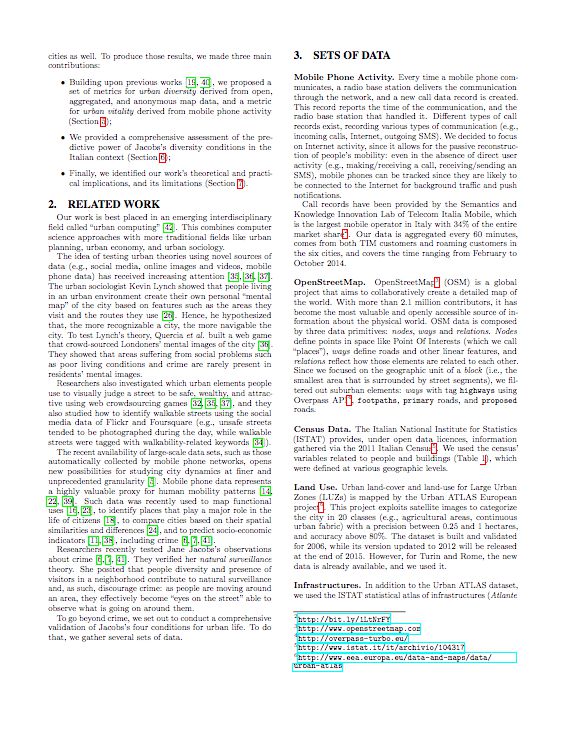 cities as well. To produce those results, we made three main
contributions:
• Building upon previous works [19, 40], we proposed a
set of metrics for urban diversity derived from open,
aggregated, and anonymous map data, and a metric
for urban vitality derived from mobile phone activity
(Section 4);
• We provided a comprehensive assessment of the pre-
dictive power of Jacobs's diversity conditions in the
Italian context (Section 6);
• Finally, we identified our work's theoretical and practi-
cal implications, and its limitations (Section 7).
2. RELATED WORK
Our work is best placed in an emerging interdisciplinary
field called "urban computing" [42]. This combines computer
science approaches with more traditional fields like urban
planning, urban economy, and urban sociology.
The idea of testing urban theories using novel sources of
data (e.g., social media, online images and videos, mobile
phone data) has received increasing attention [35, 36, 37].
The urban sociologist Kevin Lynch showed that people living
in an urban environment create their own personal "mental
map" of the city based on features such as the areas they
visit and the routes they use [26]. Hence, he hypothesized
that, the more recognizable a city, the more navigable the
city. To test Lynch's theory, Quercia et al. built a web game
that crowd-sourced Londoners' mental images of the city [36].
They showed that areas suffering from social problems such
as poor living conditions and crime are rarely present in
residents' mental images.
Researchers also investigated which urban elements people
use to visually judge a street to be safe, wealthy, and attrac-
tive using web crowdsourcing games [32, 35, 37], and they
also studied how to identify walkable streets using the social
media data of Flickr and Foursquare (e.g., unsafe streets
tended to be photographed during the day, while walkable
streets were tagged with walkability-related keywords [34]).
The recent availability of large-scale data sets, such as those
automatically collected by mobile phone networks, opens
new possibilities for studying city dynamics at finer and
unprecedented granularity
Mobile phone data represents
a highly valuable proxy for human mobility patterns [14,
22, 39]. Such data was recently used to map functional
uses [16, 23], to identify places that play a major role in the
life of citizens [18], to compare cities based on their spatial
similarities and differences [24], and to predict socio-economic
indicators [11, 38], including crime [6, 7, 41].
Researchers recently tested Jane Jacobs's observations
about crime [6, 7, 41]. They verified her natural surveillance
theory. She posited that people diversity and presence of
visitors in a neighborhood contribute to natural surveillance
and, as such, discourage crime: as people are moving around
an area, they effectively become "eyes on the street" able to
observe what is going on around them.
To go beyond crime, we set out to conduct a comprehensive
validation of Jacobs's four conditions for urban life. To do
that, we gather several sets of data.
3. SETS OF DATA
Mobile Phone Activity. Every time a mobile phone com-
municates, a radio base station delivers the communication
through the network, and a new call data record is created.
This record reports the time of the communication, and the
radio base station that handled it. Different types of call
records exist, recording various types of communication (e.g.,
incoming calls, Internet, outgoing SMS). We decided to focus
on Internet activity, since it allows for the passive reconstruc-
tion of people's mobility: even in the absence of direct user
activity (e.g., making/receiving a call, receiving/sending an
SMS), mobile phones can be tracked since they are likely to
be connected to the Internet for background traffic and push
notifications.
Call records have been provided by the Semantics and
Knowledge Innovation Lab of Telecom Italia Mobile, which
is the largest mobile operator in Italy with 34% of the entire
market share. Our data is aggregated every 60 minutes,
comes from both TIM customers and roaming customers in
the six cities, and covers the time ranging from February to
October 2014.
OpenStreetMap. OpenStreetMap (OSM) is a global
project that aims to collaboratively create a detailed map of
the world. With more than 2.1 million contributors, it has
become the most valuable and openly accessible source of in-
formation about the physical world. OSM data is composed
by three data primitives: nodes, ways and relations. Nodes
define points in space like Point Of Interests (which we call
"places"), ways define roads and other linear features, and
relations reflect how those elements are related to each other.
Since we focused on the geographic unit of a block (i.e., the
smallest area that is surrounded by street segments), we fil-
tered out suburban elements: ways with tag highways using
Overpass API, footpaths, primary roads, and proposed
roads.
Census Data. The Italian National Institute for Statistics
(ISTAT) provides, under open data licences, information
gathered via the 2011 Italian Census. We used the census'
variables related to people and buildings (Table 1), which
were defined at various geographic levels.
Land Use. Urban land-cover and land-use for Large Urban
Zones (LUZs) is mapped by the Urban ATLAS European
project. This project exploits satellite images to categorize
the city in 20 classes (e.g., agricultural areas, continuous
urban fabric) with a precision between 0.25 and 1 hectares,
and accuracy above 80%. The dataset is built and validated
for 2006, while its version updated to 2012 will be released
at the end of 2015. However, for Turin and Rome, the new
data is already available, and we used it.
Infrastructures. In addition to the Urban ATLAS dataset,
we used the ISTAT statistical atlas of infrastructures (Atlante
http://bit.ly/1LtNrFY
http://www.openstreetmap.com
http://overpass-turbo.eu/
http://www.istat.it/it/archivio/104317
http://www.eea.europa.eu/data-and-maps/data/
urban-atlas